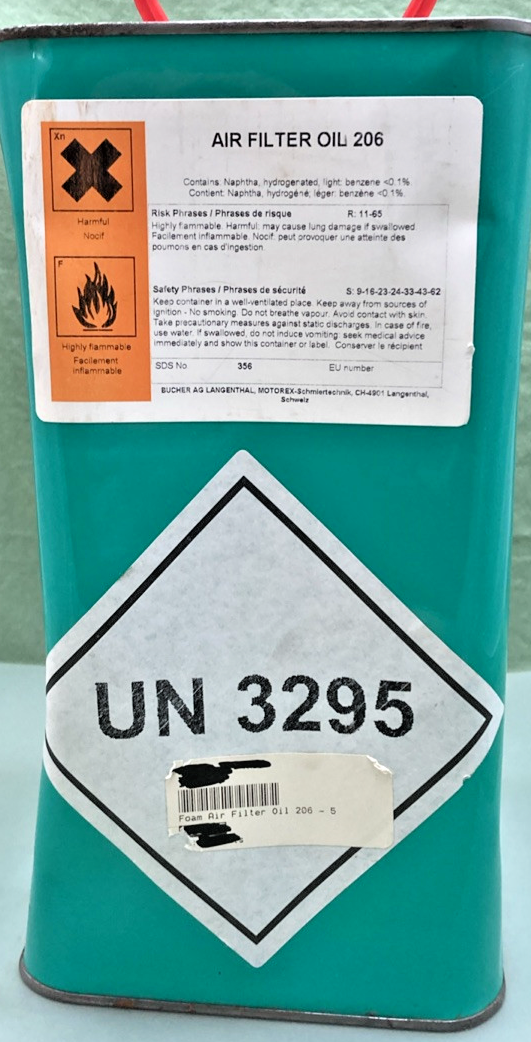 Xn
Harmful
Nocif
F
Highly flammable
Facilement
inflammable
AIR FILTER OIL 206
Contains: Naphtha, hydrogenated, light: benzene <0.1%
Contient: Naphtha, hydrogéné; léger: benzène <0.1%
Risk Phrases / Phrases de risque R: 11-65
Highly flammable. Harmful: may cause lung damage if swallowed.
Facilement inflammable. Nocif: peut provoquer une atteinte des
poumons en cas d'ingestion.
Safety Phrases / Phrases de sécurité S: 9-16-23-24-33-43-62
Keep container in a well-ventilated place. Keep away from sources of
ignition - No smoking. Do not breathe vapour. Avoid contact with skin.
Take precautionary measures against static discharges. In case of fire,
use water. If swallowed, do not induce vomiting: seek medical advice
immediately and show this container or label. Conserver le récipient
SDS No 356 EU number
BUCHER AG LANGENTHAL, MOTOREX-Schmiertechnik, CH-4901 Langenthal,
Schweiz
UN 3295
Foam Air Filter Oil 206 - 5